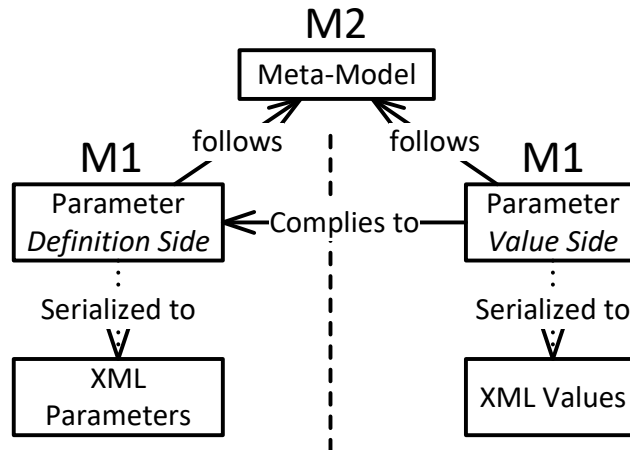 M2
Meta-Model
follows
follows
M1
M1
Parameter
Definition Side
Complies to
Parameter
Value Side
Serialized to
Serialized to
XML
Parameters
XML Values